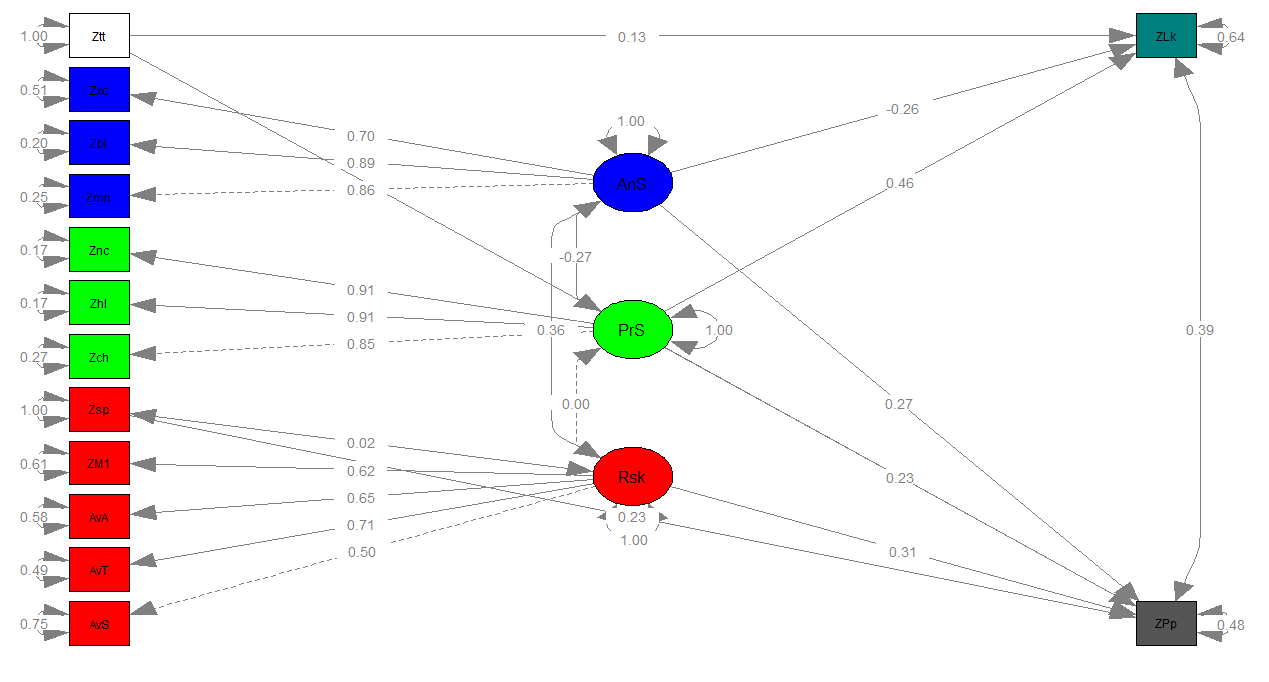 1.00 Ztt 0.13 ZLk 0.64
0.51 Zxc
0.20 Zbl
0.25 Zmn
0.17 Znc
0.17 Zhl
0.27 Zch
1.00 Zsp
0.61 ZM1
0.58 AvA
0.49 AvT
0.75 AvS
0.70
0.89
0.86
0.91
0.91
0.85
0.02
0.62
0.65
0.71
0.50
1.00
AnS
-0.27
0.36
PrS 1.00
0.00
Rsk
0.23
1.00
-0.26
0.46
0.27
0.23
0.31
0.39
ZPp 0.48